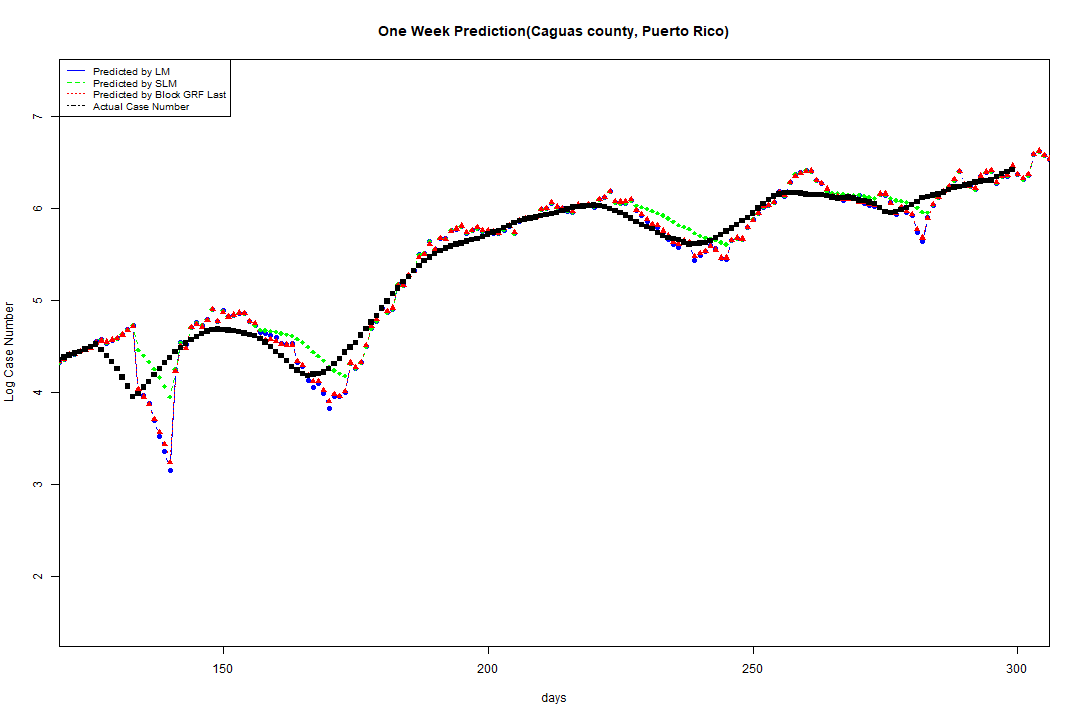 One Week Prediction(Caguas county, Puerto Rico)
Predicted by LM
Predicted by SLM
Predicted by Block GRF Last
Actual Case Number
7
6
5
4
3
2
Log Case Number
150 200 250 300
days